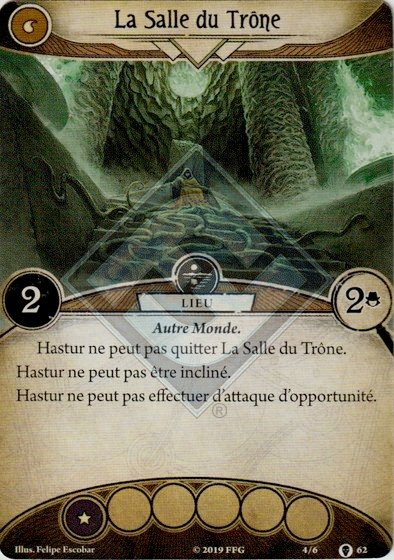 La Salle du Trône
2
LIEU
2
Autre Monde.
Hastur ne peut pas quitter La Salle du Trône.
Hastur ne peut pas être incliné.
Hastur ne peut pas effectuer d'attaque d'opportunité.
®
Illus. Felipe Escobar © 2019 FFG 4/6 62